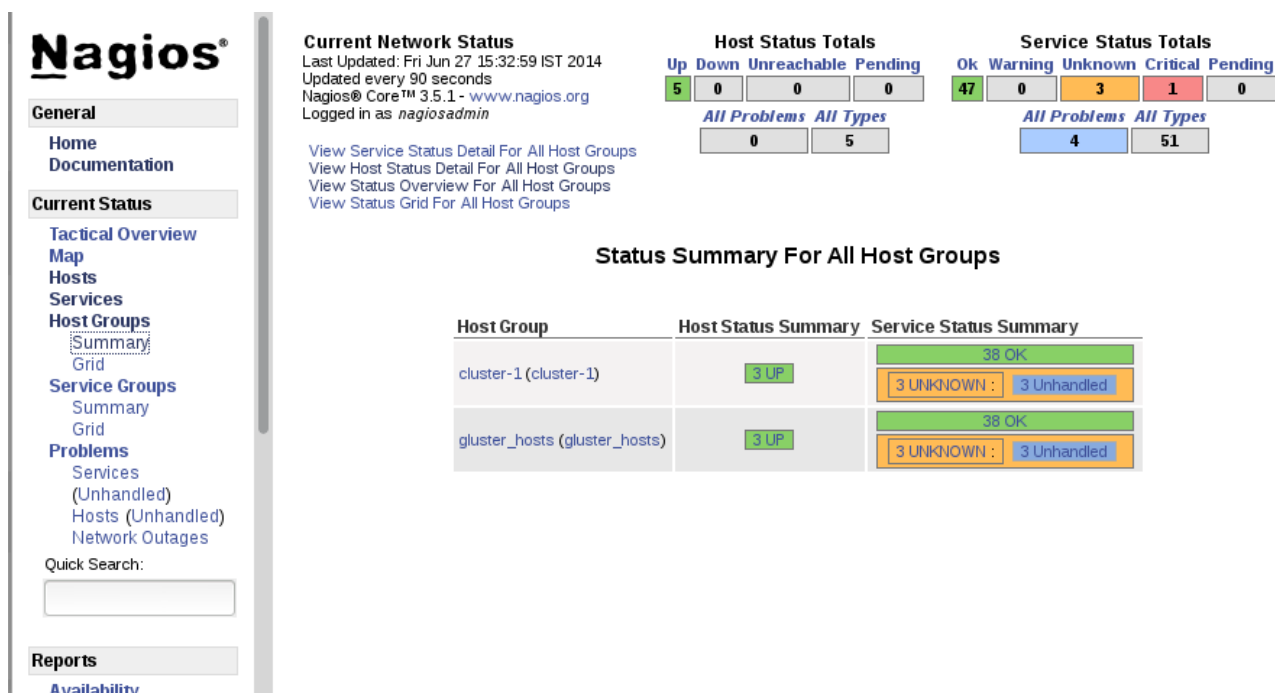 Nagios®
General
Home
Documentation
Current Status
Tactical Overview
Map
Hosts
Services
Host Groups
Summary
Grid
Service Groups
Summary
Grid
Problems
Services
(Unhandled)
Hosts (Unhandled)
Network Outages
Quick Search:
Reports
Availability
Current Network Status
Last Updated: Fri Jun 27 15:32:59 IST 2014
Updated every 90 seconds
Nagios® Core™ 3.5.1 - www.nagios.org
Logged in as nagiosadmin
View Service Status Detail For All Host Groups
View Host Status Detail For All Host Groups
View Status Overview For All Host Groups
View Status Grid For All Host Groups
Host Status Totals
Up Down Unreachable Pending
5 0 0 0
All Problems All Types
0 5
Service Status Totals
Ok Warning Unknown Critical Pending
47 0 3 1 0
All Problems All Types
4 51
Status Summary For All Host Groups
Host Group Host Status Summary Service Status Summary
cluster-1 (cluster-1) 3 UP 38 OK
3 UNKNOWN : 3 Unhandled
gluster_hosts (gluster_hosts) 3 UP 38 OK
3 UNKNOWN : 3 Unhandled